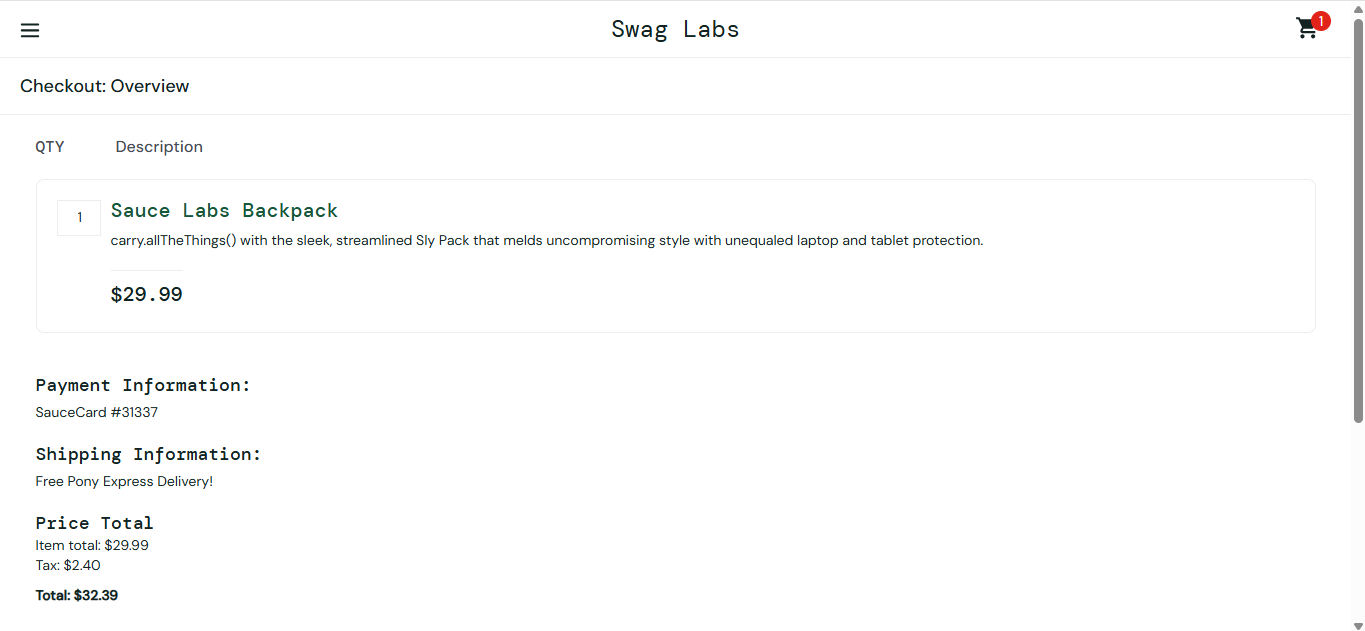 Swag Labs
1
Checkout: Overview
QTY Description
1
Sauce Labs Backpack
carry.allTheThings() with the sleek, streamlined Sly Pack that melds uncompromising style with unequaled laptop and tablet protection.
$29.99
Payment Information:
SauceCard #31337
Shipping Information:
Free Pony Express Delivery!
Price Total
Item total: $29.99
Tax: $2.40
Total: $32.39